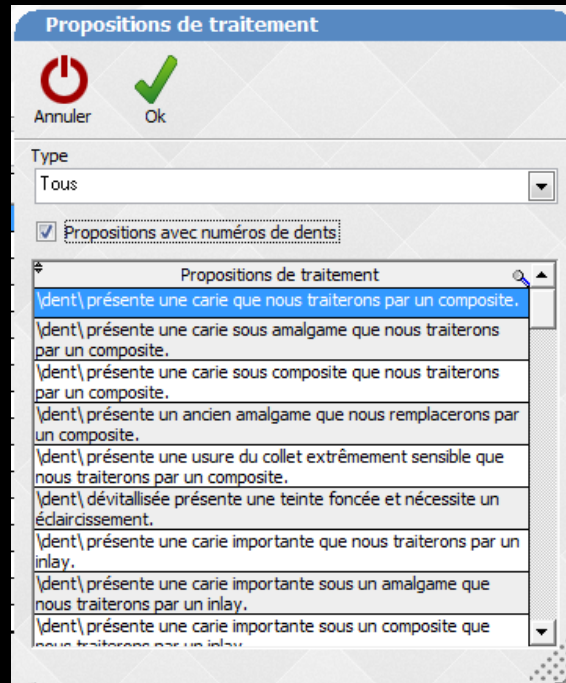 Propositions de traitement
Annuler
Ok
Type
Tous
Propositions avec numéros de dents
Propositions de traitement
\dent\ présente une carie que nous traiterons par un composite.
\dent\ présente une carie sous amalgame que nous traiterons
par un composite.
\dent\ présente une carie sous composite que nous traiterons
par un composite.
\dent\ présente un ancien amalgame que nous remplacerons par
un composite.
\dent\ présente une usure du collet extrêmement sensible que
nous traiterons par un composite.
\dent\ dévitallisée présente une teinte foncée et nécessite un
éclaircissement.
\dent\ présente une carie importante que nous traiterons par un
inlay.
\dent\ présente une carie importante sous un amalgame que
nous traiterons par un inlay.
\dent\ présente une carie importante sous un composite que
nous traiterons par un inlay